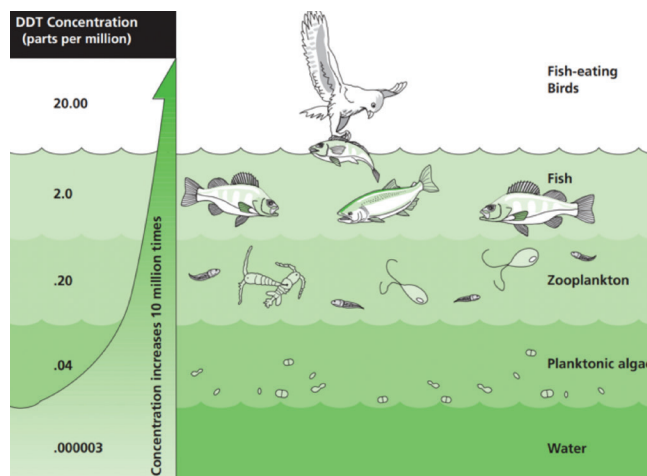 DDT Concentration
(parts per million)
20.00
Fish-eating
Birds
2.0
Fish
.20
Zooplankton
.04
Planktonic algae
.000003
Water
Concentration increases 10 million times